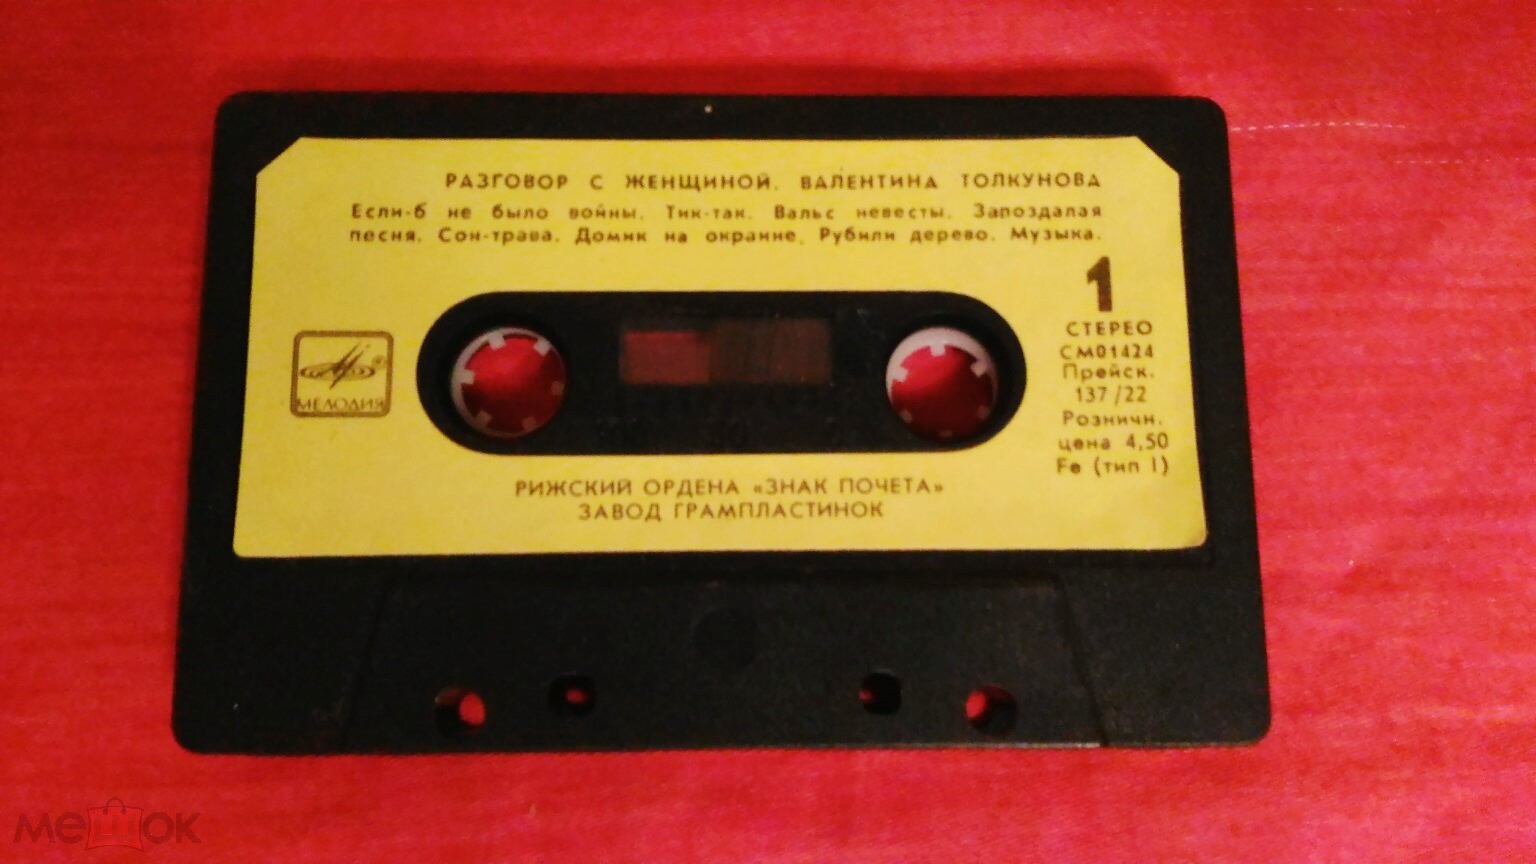 РАЗГОВОР С ЖЕНЩИНОЙ. ВАЛЕНТИНА ТОЛКУНОВА
Если-б не было войны. Тик-так. Вальс невесты. Запоздалая
песня. Сон-трава. Домик на окраине. Рубили дерево. Музыка.
1
СТЕРЕО
СМ01424
Прейск.
137/22
Розничн.
цена 4,50
Fe (тип I)
МЕЛОДИЯ
РИЖСКИЙ ОРДЕНА «ЗНАК ПОЧЕТА»
ЗАВОД ГРАМПЛАСТИНОК
мешок